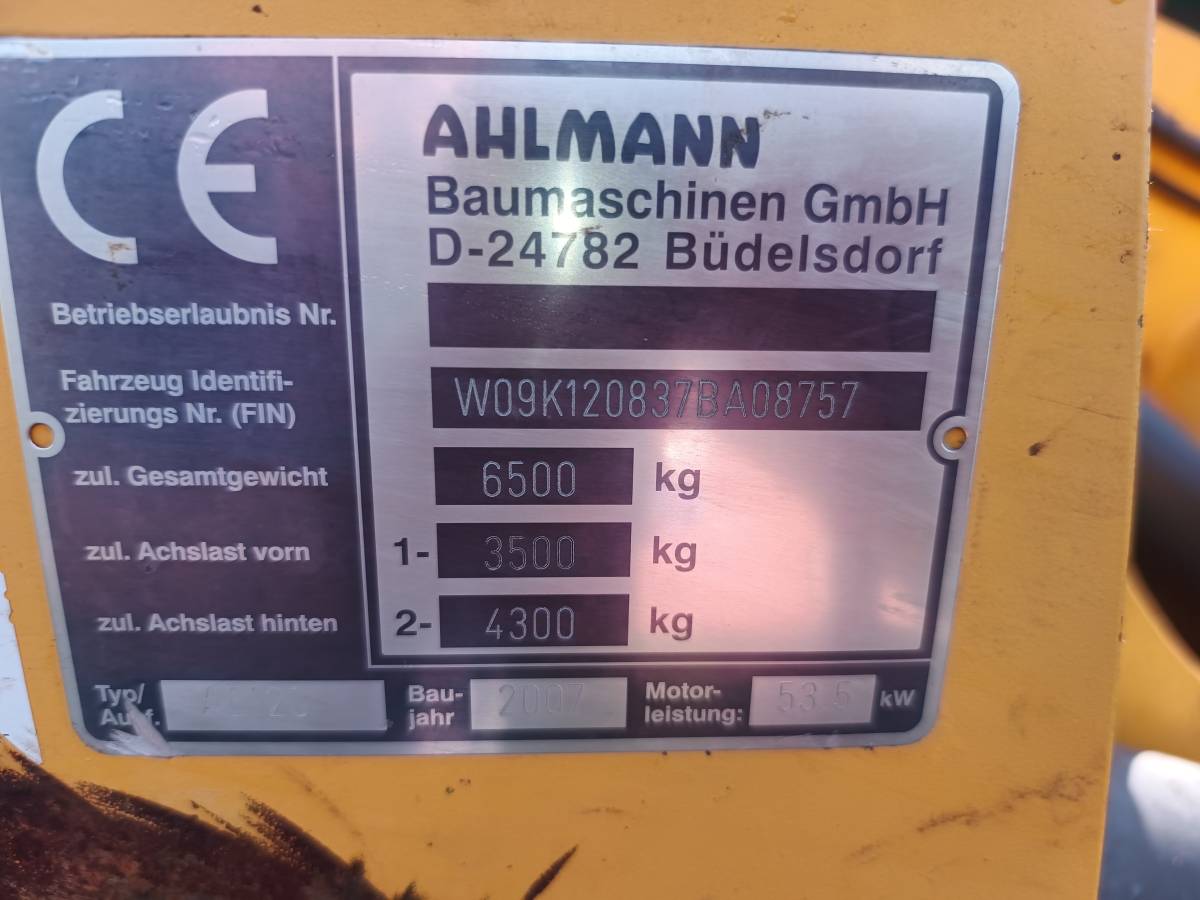 CE
AHLMANN
Baumaschinen GmbH
D-24782 Büdelsdorf
Betriebserlaubnis Nr.
Fahrzeug Identifi-
zierungs Nr. (FIN)
W09K120837BA08757
zul. Gesamtgewicht 6500 kg
zul. Achslast vorn 1- 3500 kg
zul. Achslast hinten 2- 4300 kg
Typ/
Ausf.
Bau-
jahr
2007
Motor-
leistung:
53.5 kW